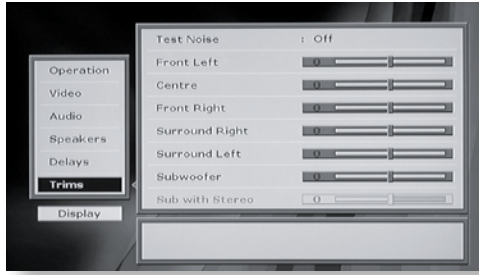 Operation
Video
Audio
Speakers
Delays
Trims
Display
Test Noise : Off
Front Left 0
Centre 0
Front Right 0
Surround Right 0
Surround Left 0
Subwoofer 0
Sub with Stereo 0